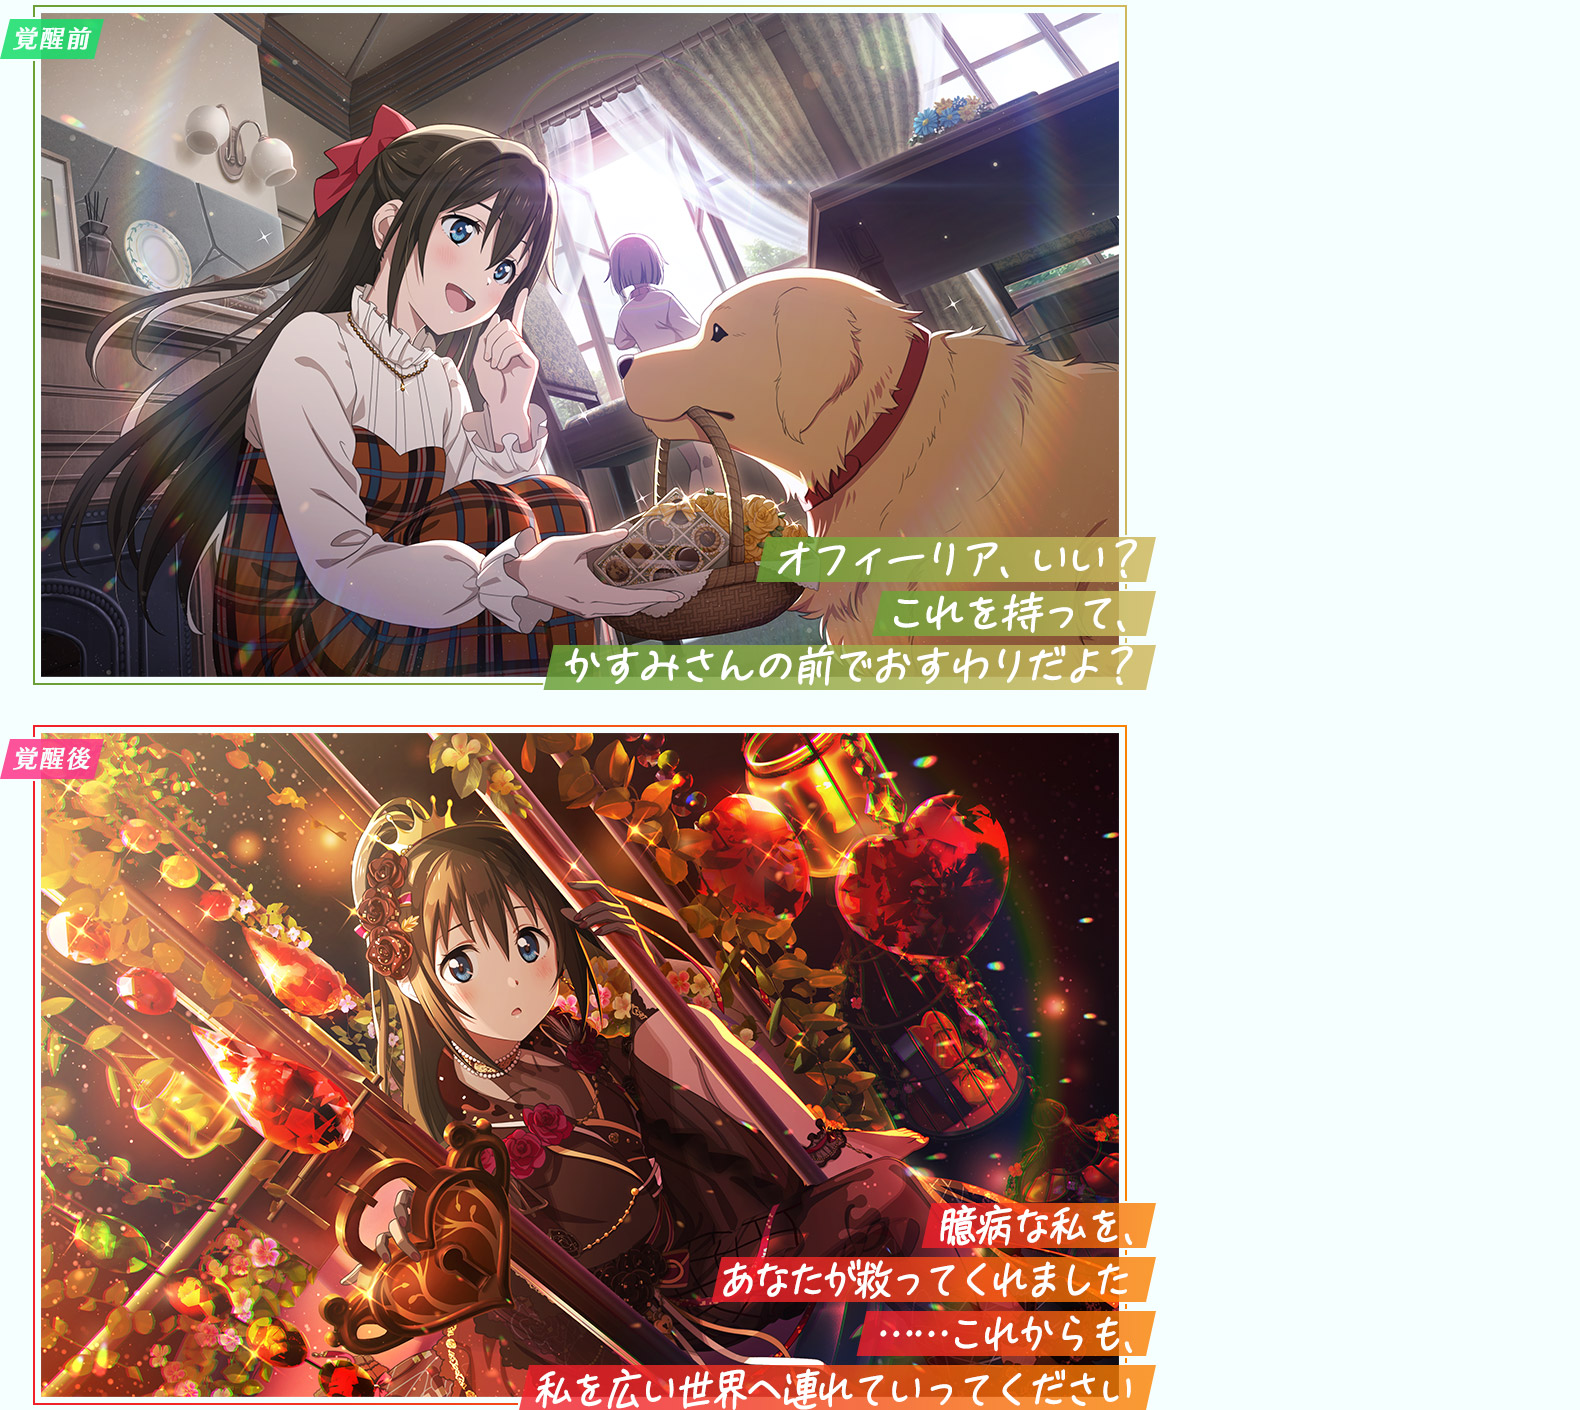 覚醒前
オフィーリア、いい?
これを持って、
かすみさんの前でおすわりだよ?
覚醒後
臆病な私を、
あなたが救ってくれました
……これからも、
私を広い世界へ連れていってください